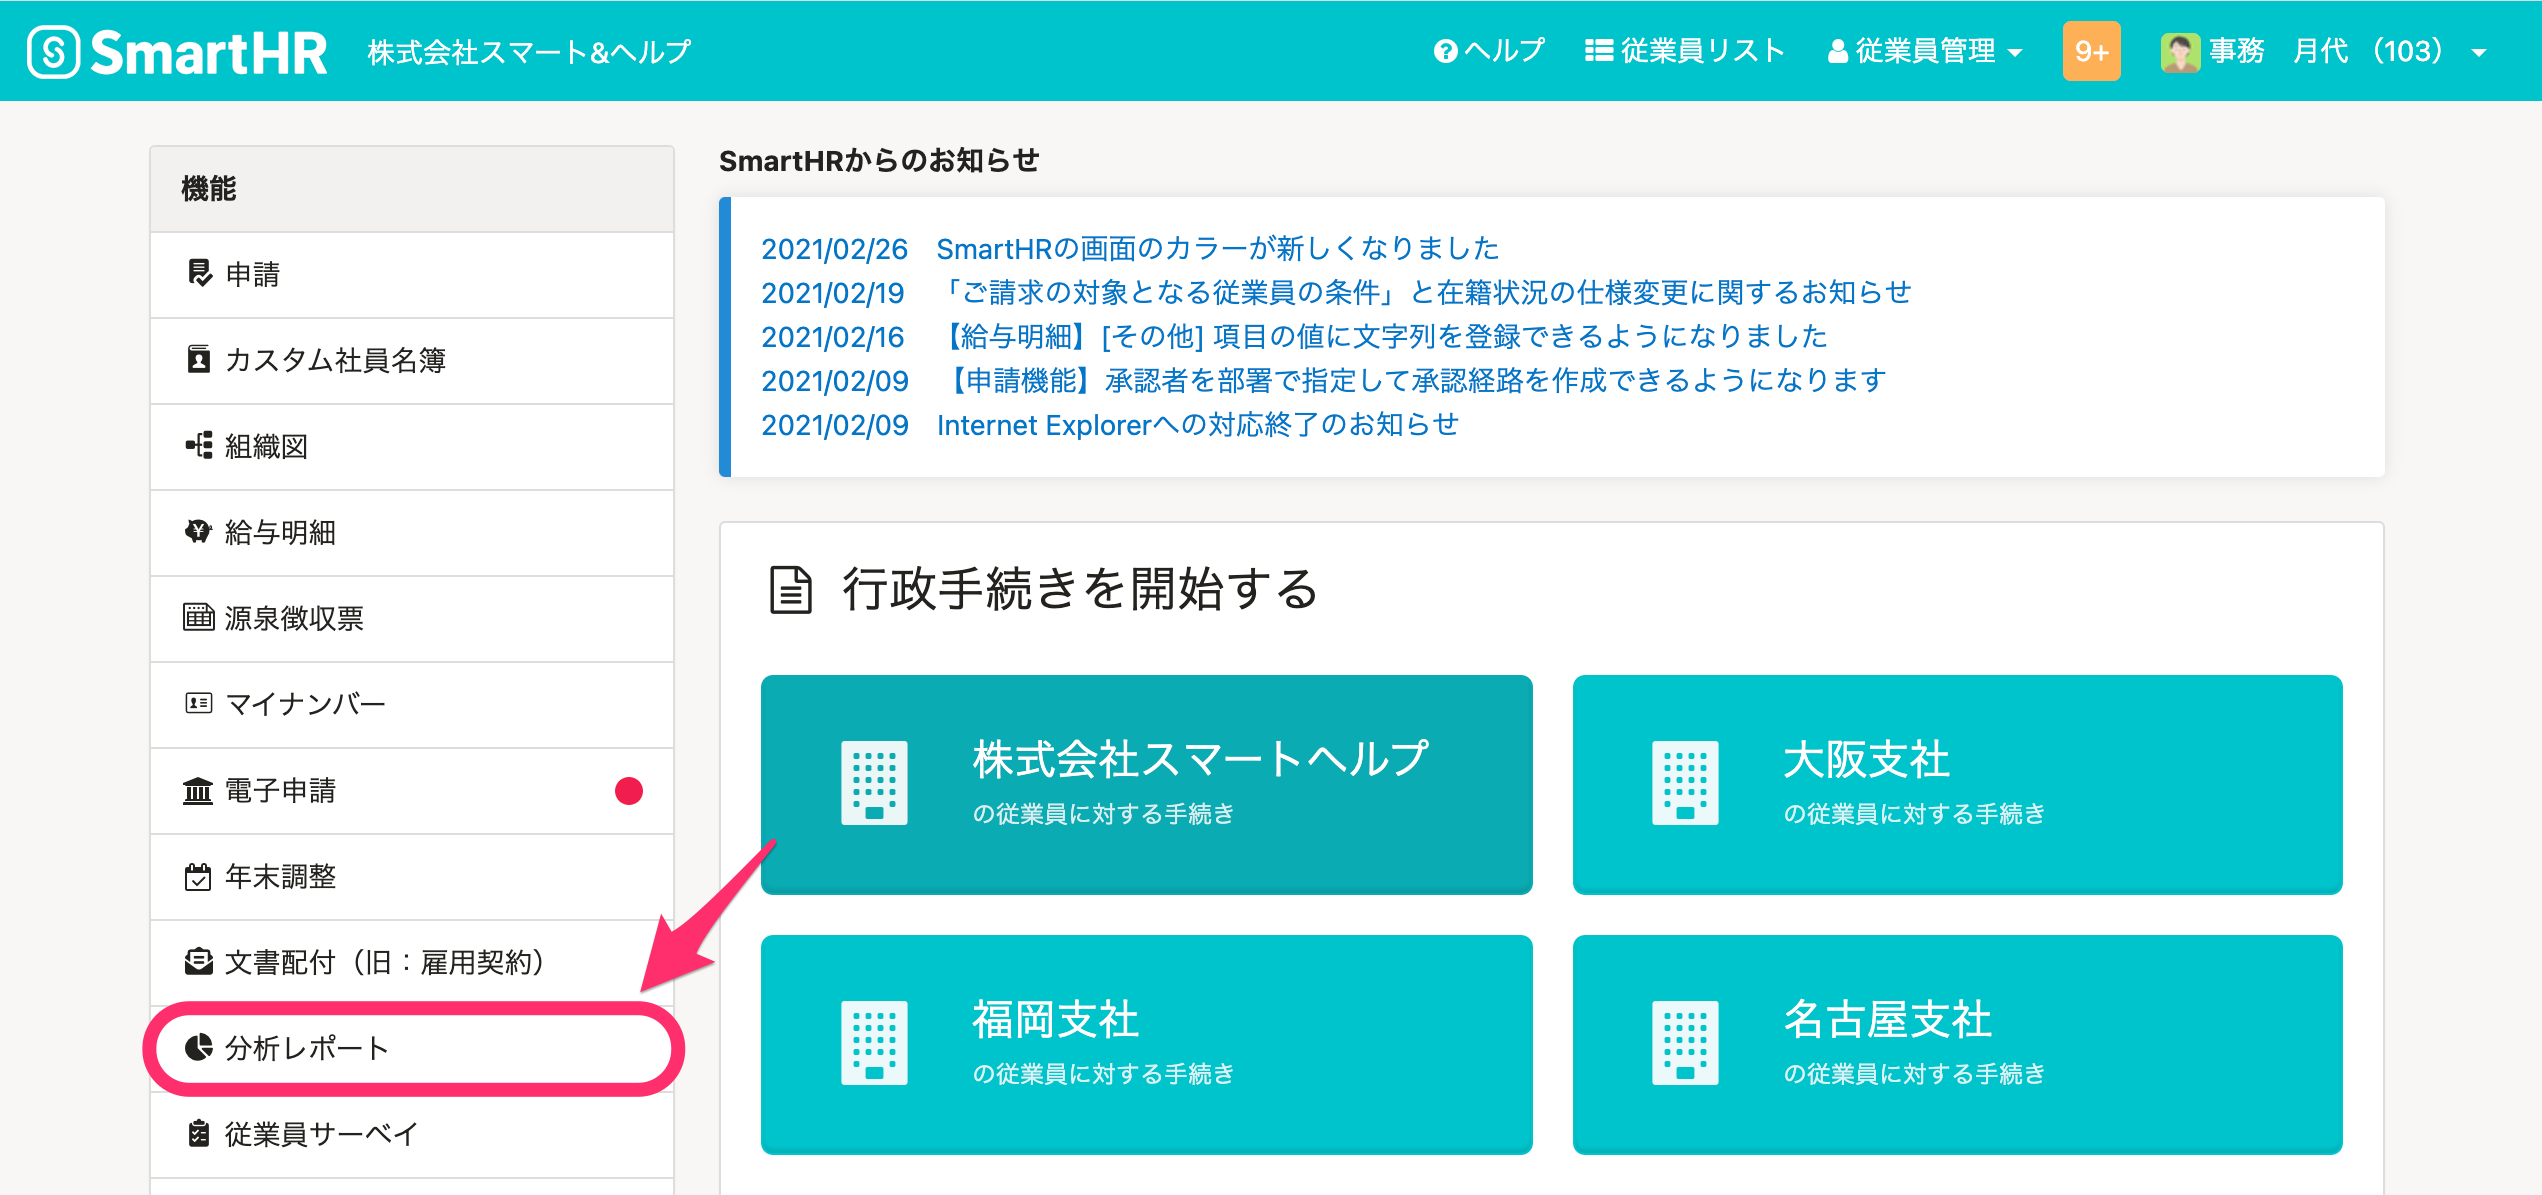 SmartHR 株式会社スマート&ヘルプ ヘルプ 従業員リスト 従業員管理 9+ 事務　月代 （103）
機能
申請
カスタム社員名簿
組織図
給与明細
源泉徴収票
マイナンバー
電子申請
年末調整
文書配付（旧：雇用契約）
分析レポート
従業員サーベイ
SmartHRからのお知らせ
2021/02/26 SmartHRの画面のカラーが新しくなりました
2021/02/19 「ご請求の対象となる従業員の条件」と在籍状況の仕様変更に関するお知らせ
2021/02/16 【給与明細】[その他] 項目の値に文字列を登録できるようになりました
2021/02/09 【申請機能】承認者を部署で指定して承認経路を作成できるようになります
2021/02/09 Internet Explorerへの対応終了のお知らせ
行政手続きを開始する
株式会社スマートヘルプ
の従業員に対する手続き
大阪支社
の従業員に対する手続き
福岡支社
の従業員に対する手続き
名古屋支社
の従業員に対する手続き